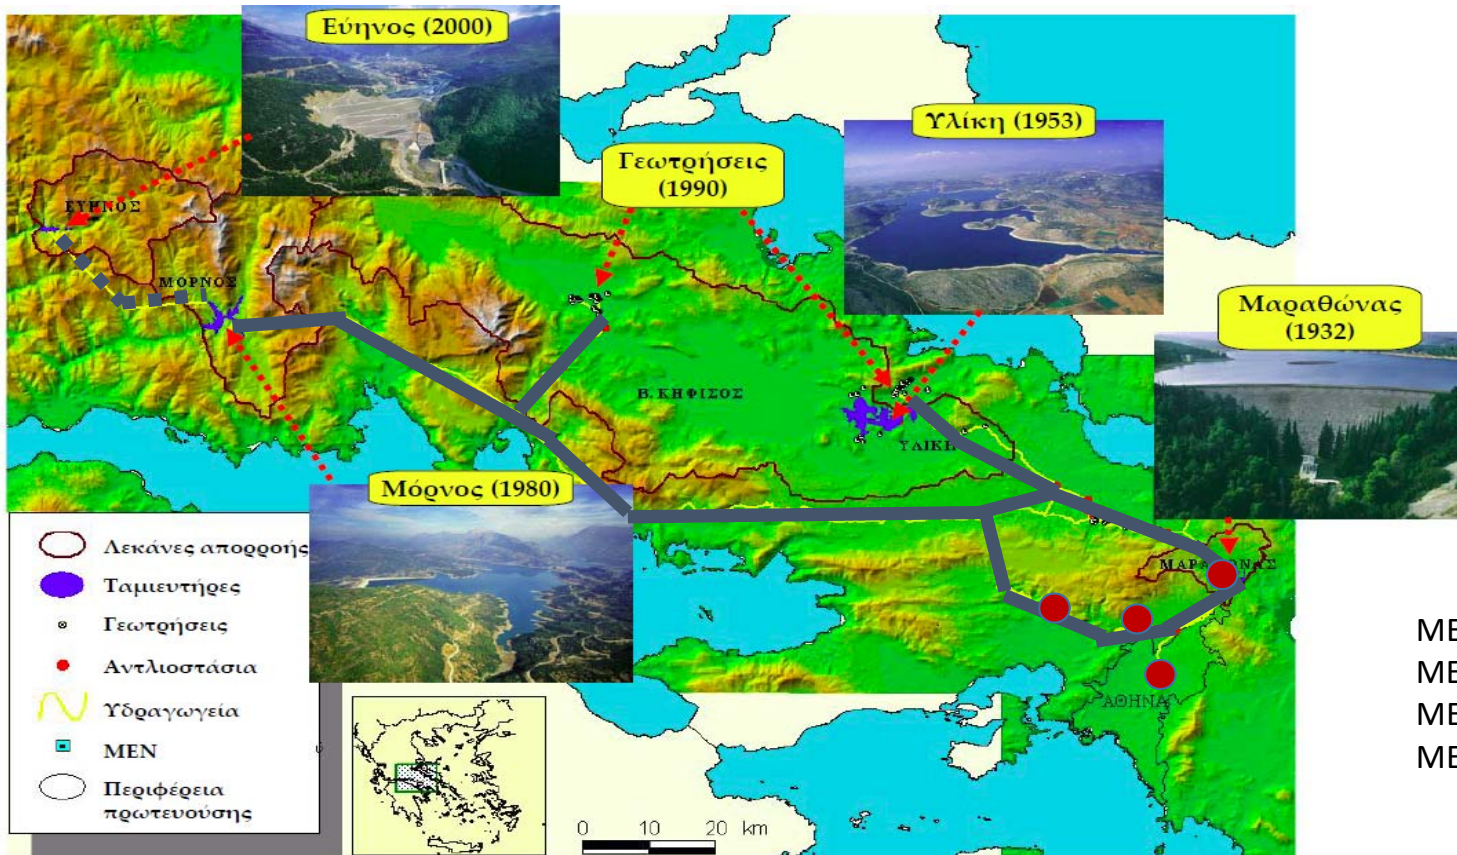 Εύηνος (2000)
Υλίκη (1953)
Γεωτρήσεις
(1990)
Μαραθώνας
(1932)
ΕΥΗΝΟΣ
ΜΟΡΝΟΣ
Β. ΚΗΦΙΣΟΣ
ΥΛΙΚΗ
Μόρνος (1980)
ΑΘΗΝΑ
Λεκάνες απορροής
Ταμιευτήρες
Γεωτρήσεις
Αντλιοστάσια
Υδραγωγεία
ΜΕΝ
Περιφέρεια
πρωτευούσης
0 10 20 km